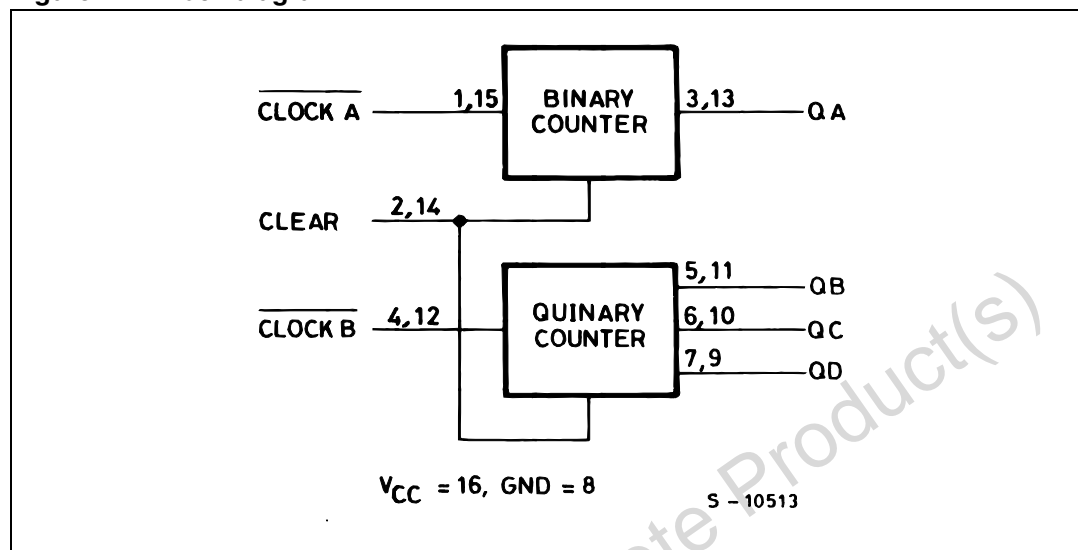 CLOCK A
1,15
BINARY
COUNTER
3,13
QA
CLEAR
2,14
CLOCK B
4,12
QUINARY
COUNTER
5,11
QB
6,10
QC
7,9
QD
VCC = 16, GND = 8
S - 10513
Product(s)